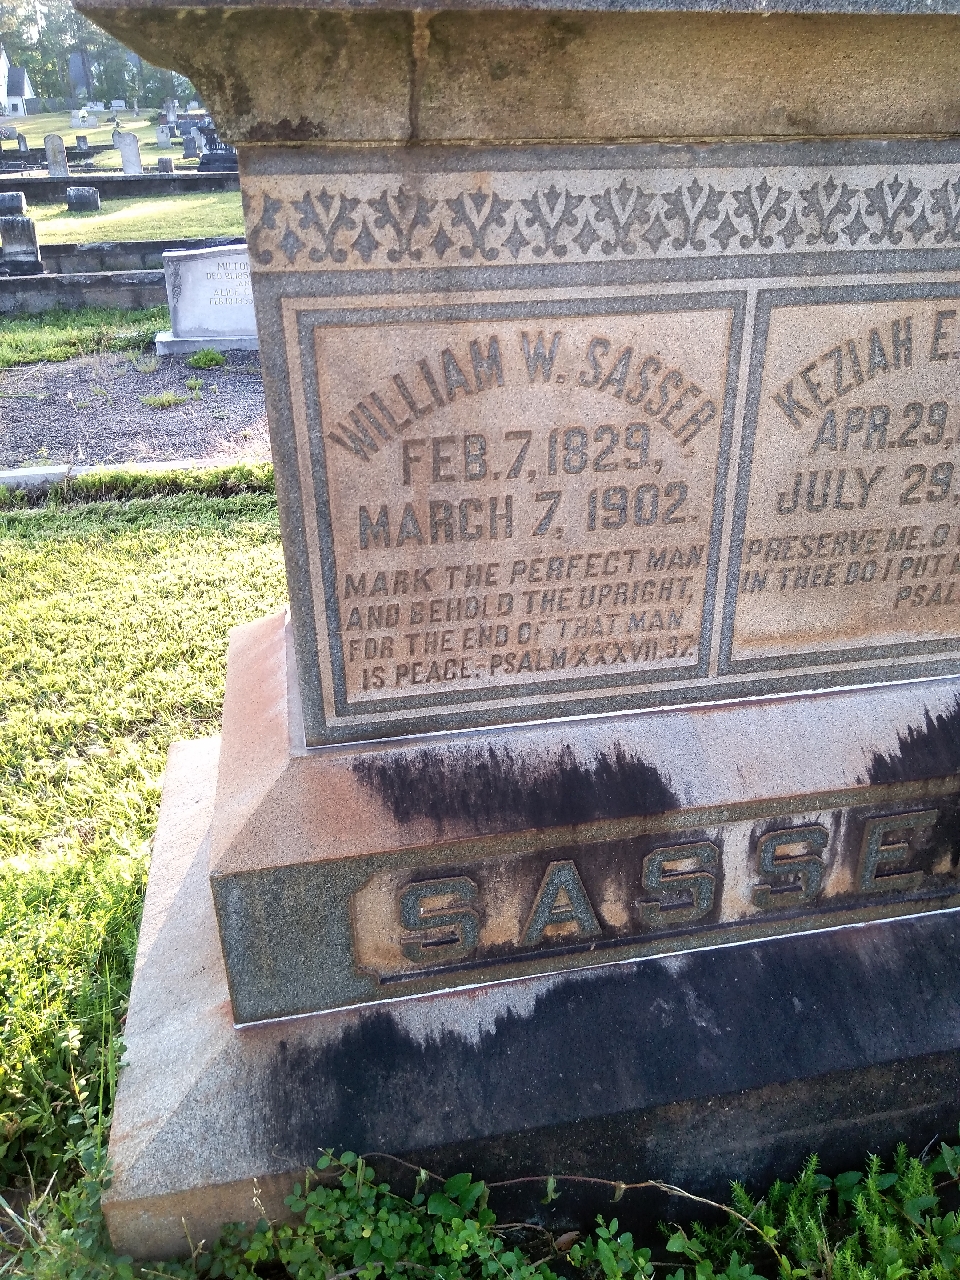 WILLIAM W. SASSER
FEB. 7, 1829,
MARCH 7, 1902.
MARK THE PERFECT MAN
AND BEHOLD THE UPRIGHT,
FOR THE END OF THAT MAN
IS PEACE. PSALM XXXVII. 37.
KEZIAH E.
APR. 29,
JULY 29,
PRESERVE ME, O
IN THEE DO I PUT
PSAL
SASSE
MILTON
ALICE